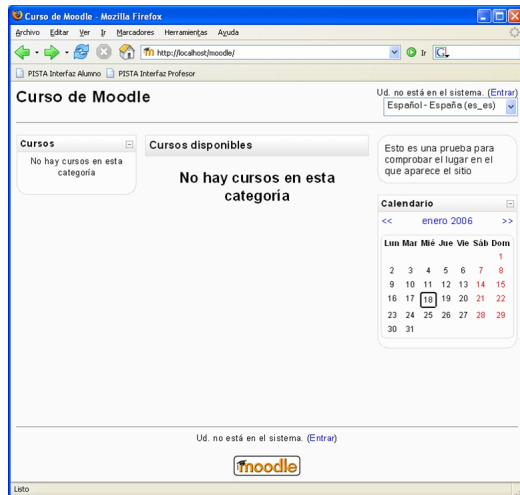 Curso de Moodle - Mozilla Firefox
Archivo Editar Ver Ir Marcadores Herramientas Ayuda
http://localhost/moodle/ Ir
PISTA Interfaz Alumno PISTA Interfaz Profesor
Curso de Moodle
Ud. no está en el sistema. (Entrar)
Español - España (es_es)
Cursos
No hay cursos en esta
categoría
Cursos disponibles
No hay cursos en esta
categoría
Esto es una prueba para
comprobar el lugar en el
que aparece el sitio
Calendario
<< enero 2006 >>
Lun Mar Mié Jue Vie Sáb Dom
1
2 3 4 5 6 7 8
9 10 11 12 13 14 15
16 17 18 19 20 21 22
23 24 25 26 27 28 29
30 31
Ud. no está en el sistema. (Entrar)
moodle
Listo